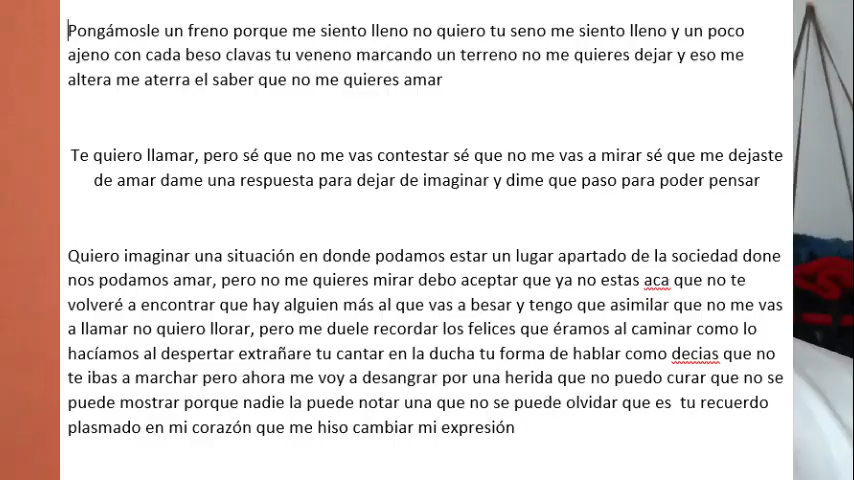 Pongámosle un freno porque me siento lleno no quiero tu seno me siento lleno y un poco
ajeno con cada beso clavas tu veneno marcando un terreno no me quieres dejar y eso me
altera me aterra el saber que no me quieres amar
Te quiero llamar, pero sé que no me vas contestar sé que no me vas a mirar sé que me dejaste
de amar dame una respuesta para dejar de imaginar y dime que paso para poder pensar
Quiero imaginar una situación en donde podamos estar un lugar apartado de la sociedad done
nos podamos amar, pero no me quieres mirar debo aceptar que ya no estas aca que no te
volveré a encontrar que hay alguien más al que vas a besar y tengo que asimilar que no me vas
a llamar no quiero llorar, pero me duele recordar los felices que éramos al caminar como lo
hacíamos al despertar extrañare tu cantar en la ducha tu forma de hablar como decias que no
te ibas a marchar pero ahora me voy a desangrar por una herida que no puedo curar que no se
puede mostrar porque nadie la puede notar una que no se puede olvidar que es  tu recuerdo
plasmado en mi corazón que me hiso cambiar mi expresión